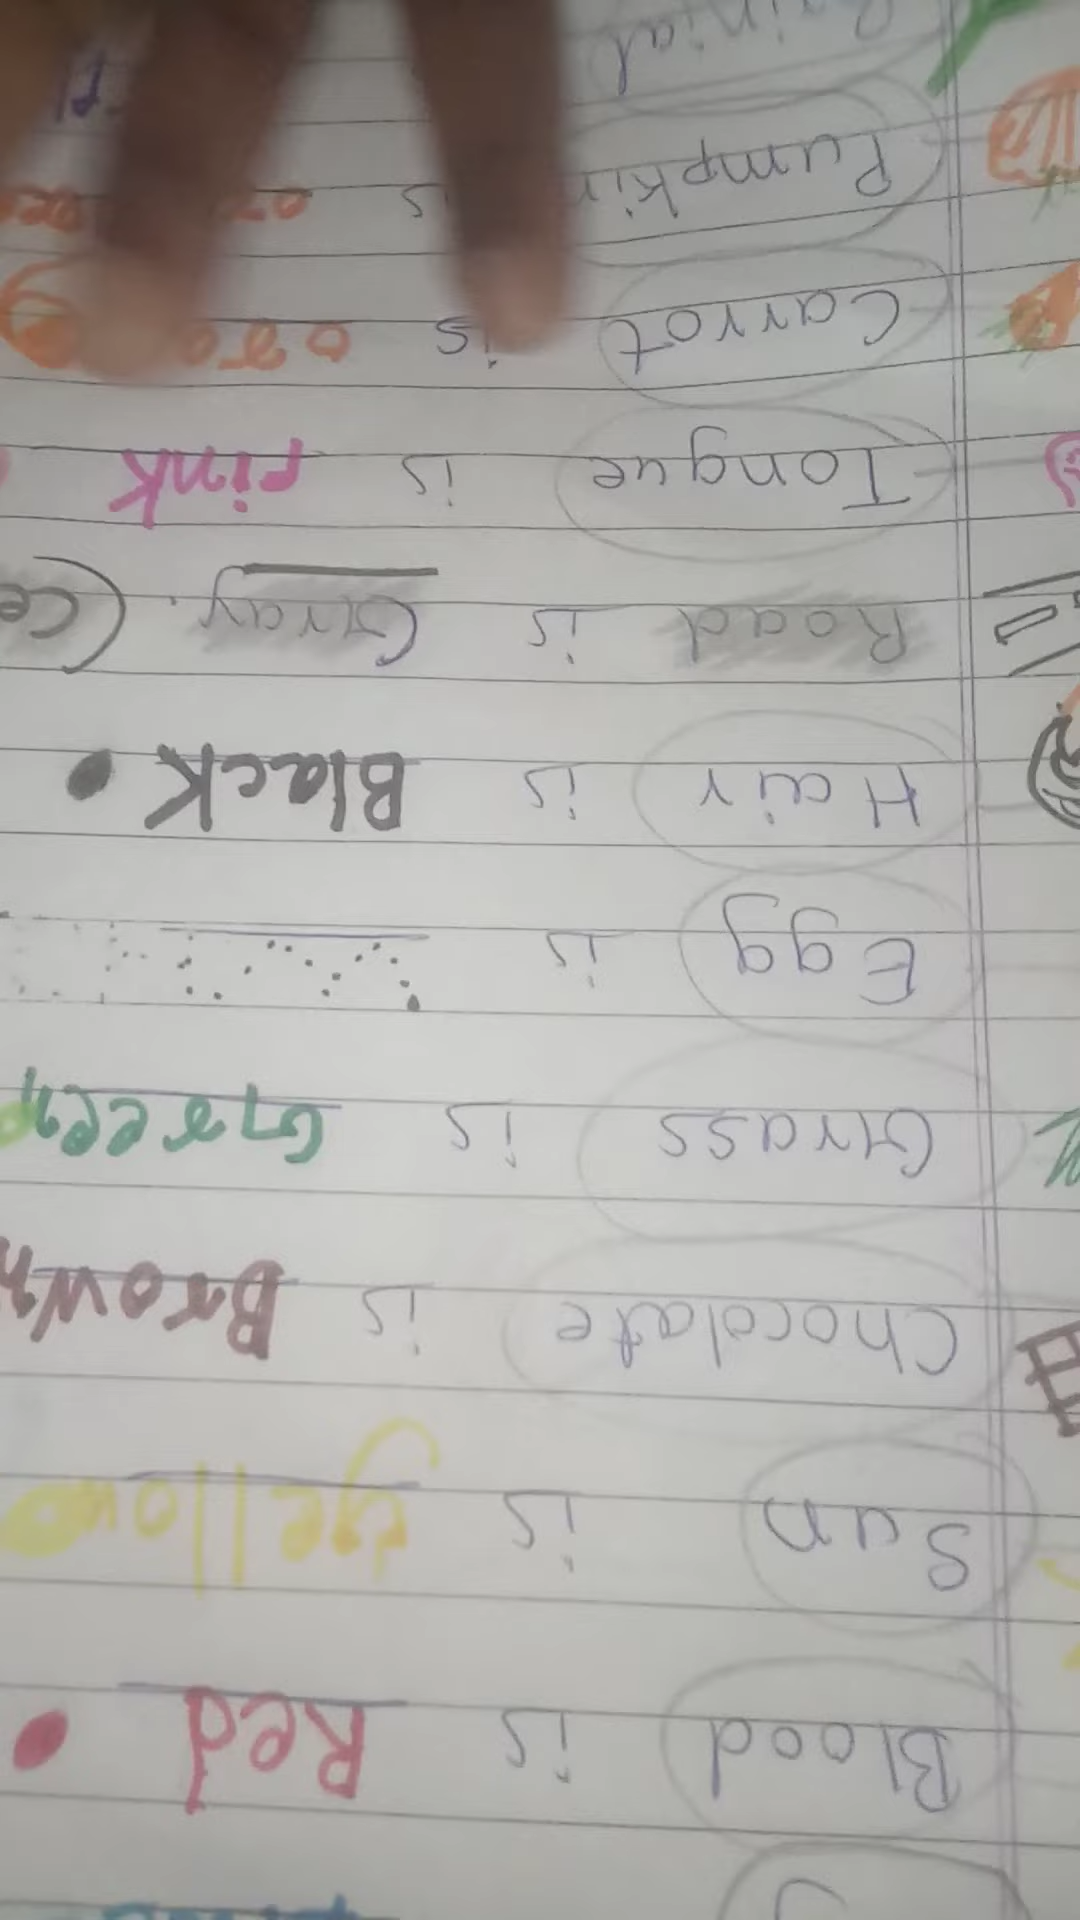 Blood is Red
Sun is yellow
Chocolate is Brown
Grass is Green
Egg is
Hair is Black
Road is Gray. (Ce
Tongue is Pink
Carrot is
Pumpkin